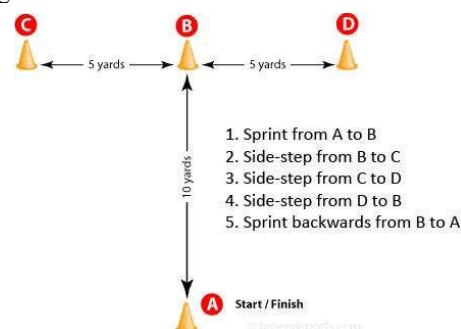 C
B
D
5 yards
5 yards
10 yards
1. Sprint from A to B
2. Side-step from B to C
3. Side-step from C to D
4. Side-step from D to B
5. Sprint backwards from B to A
A
Start / Finish